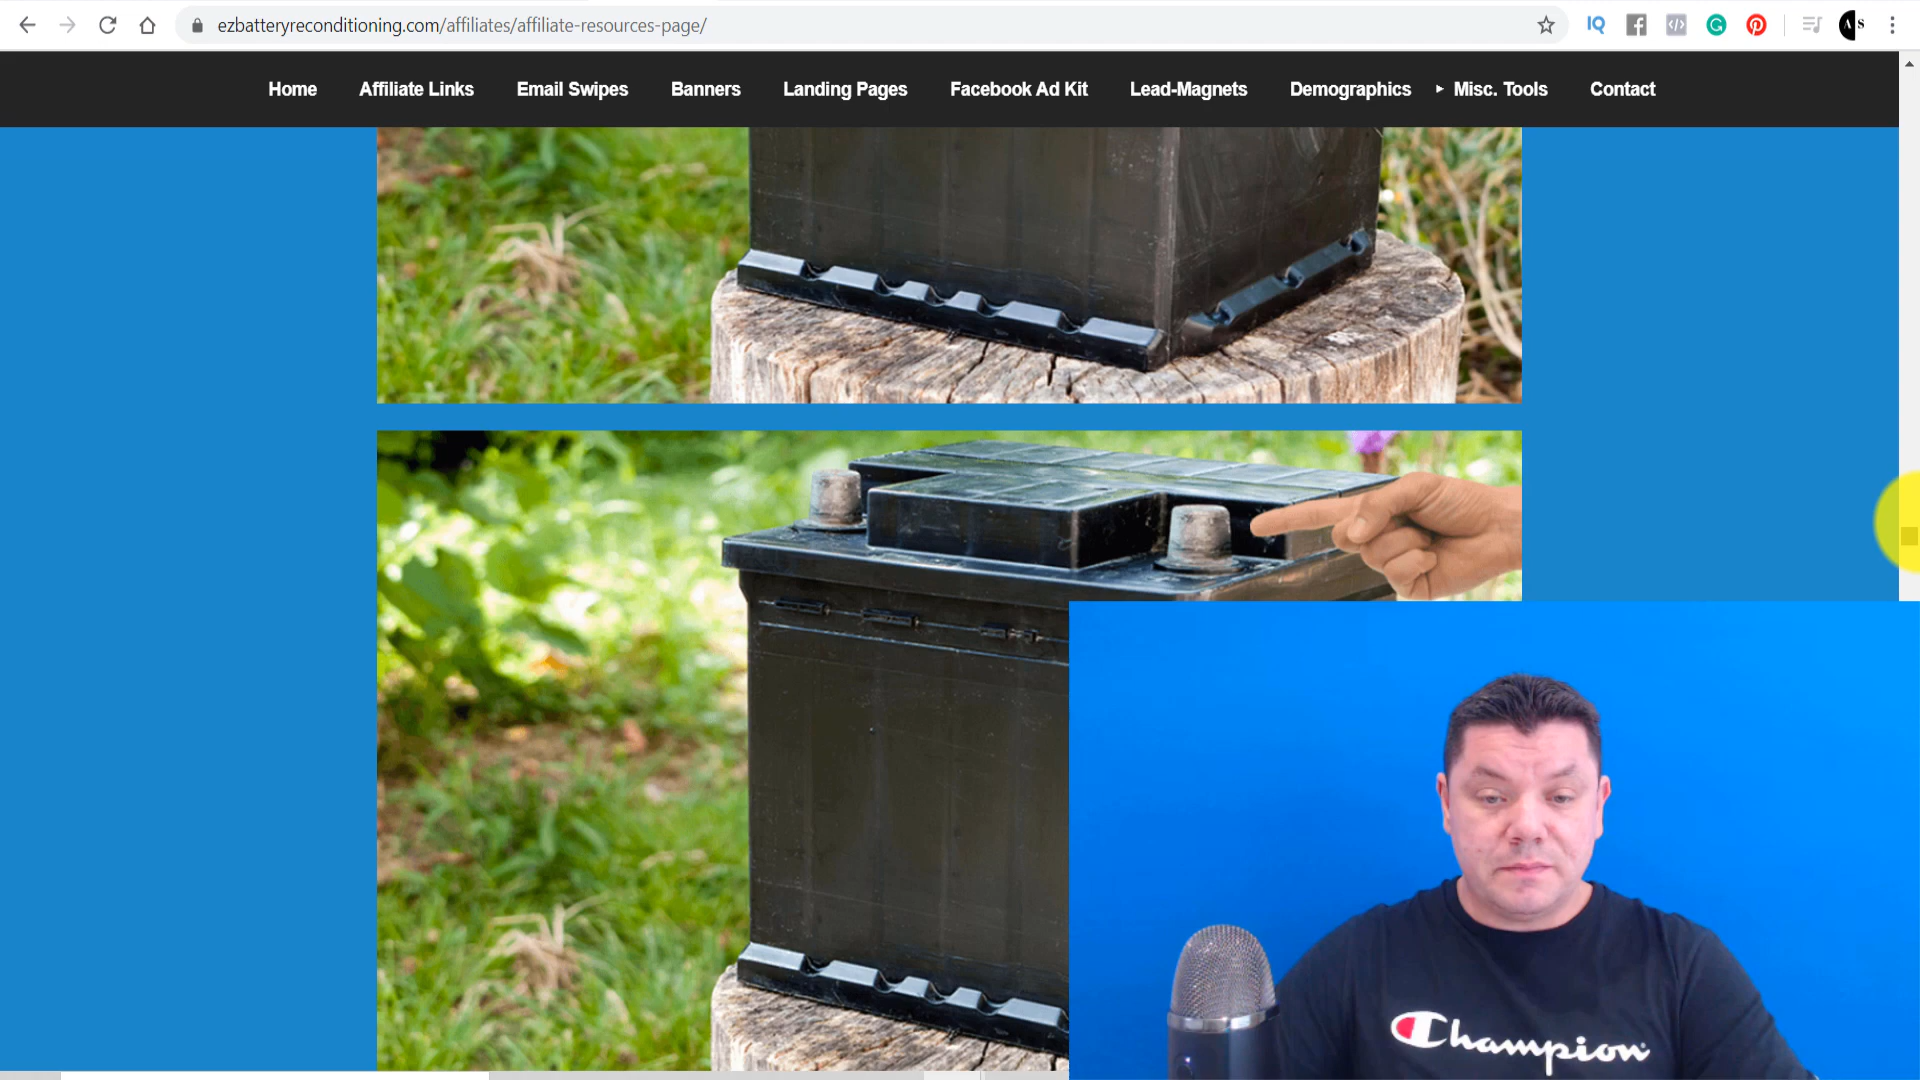 ezbatteryreconditioning.com/affiliates/affiliate-resources-page/
IQ
A S
Home Affiliate Links Email Swipes Banners Landing Pages Facebook Ad Kit Lead-Magnets Demographics Misc. Tools Contact
Champion